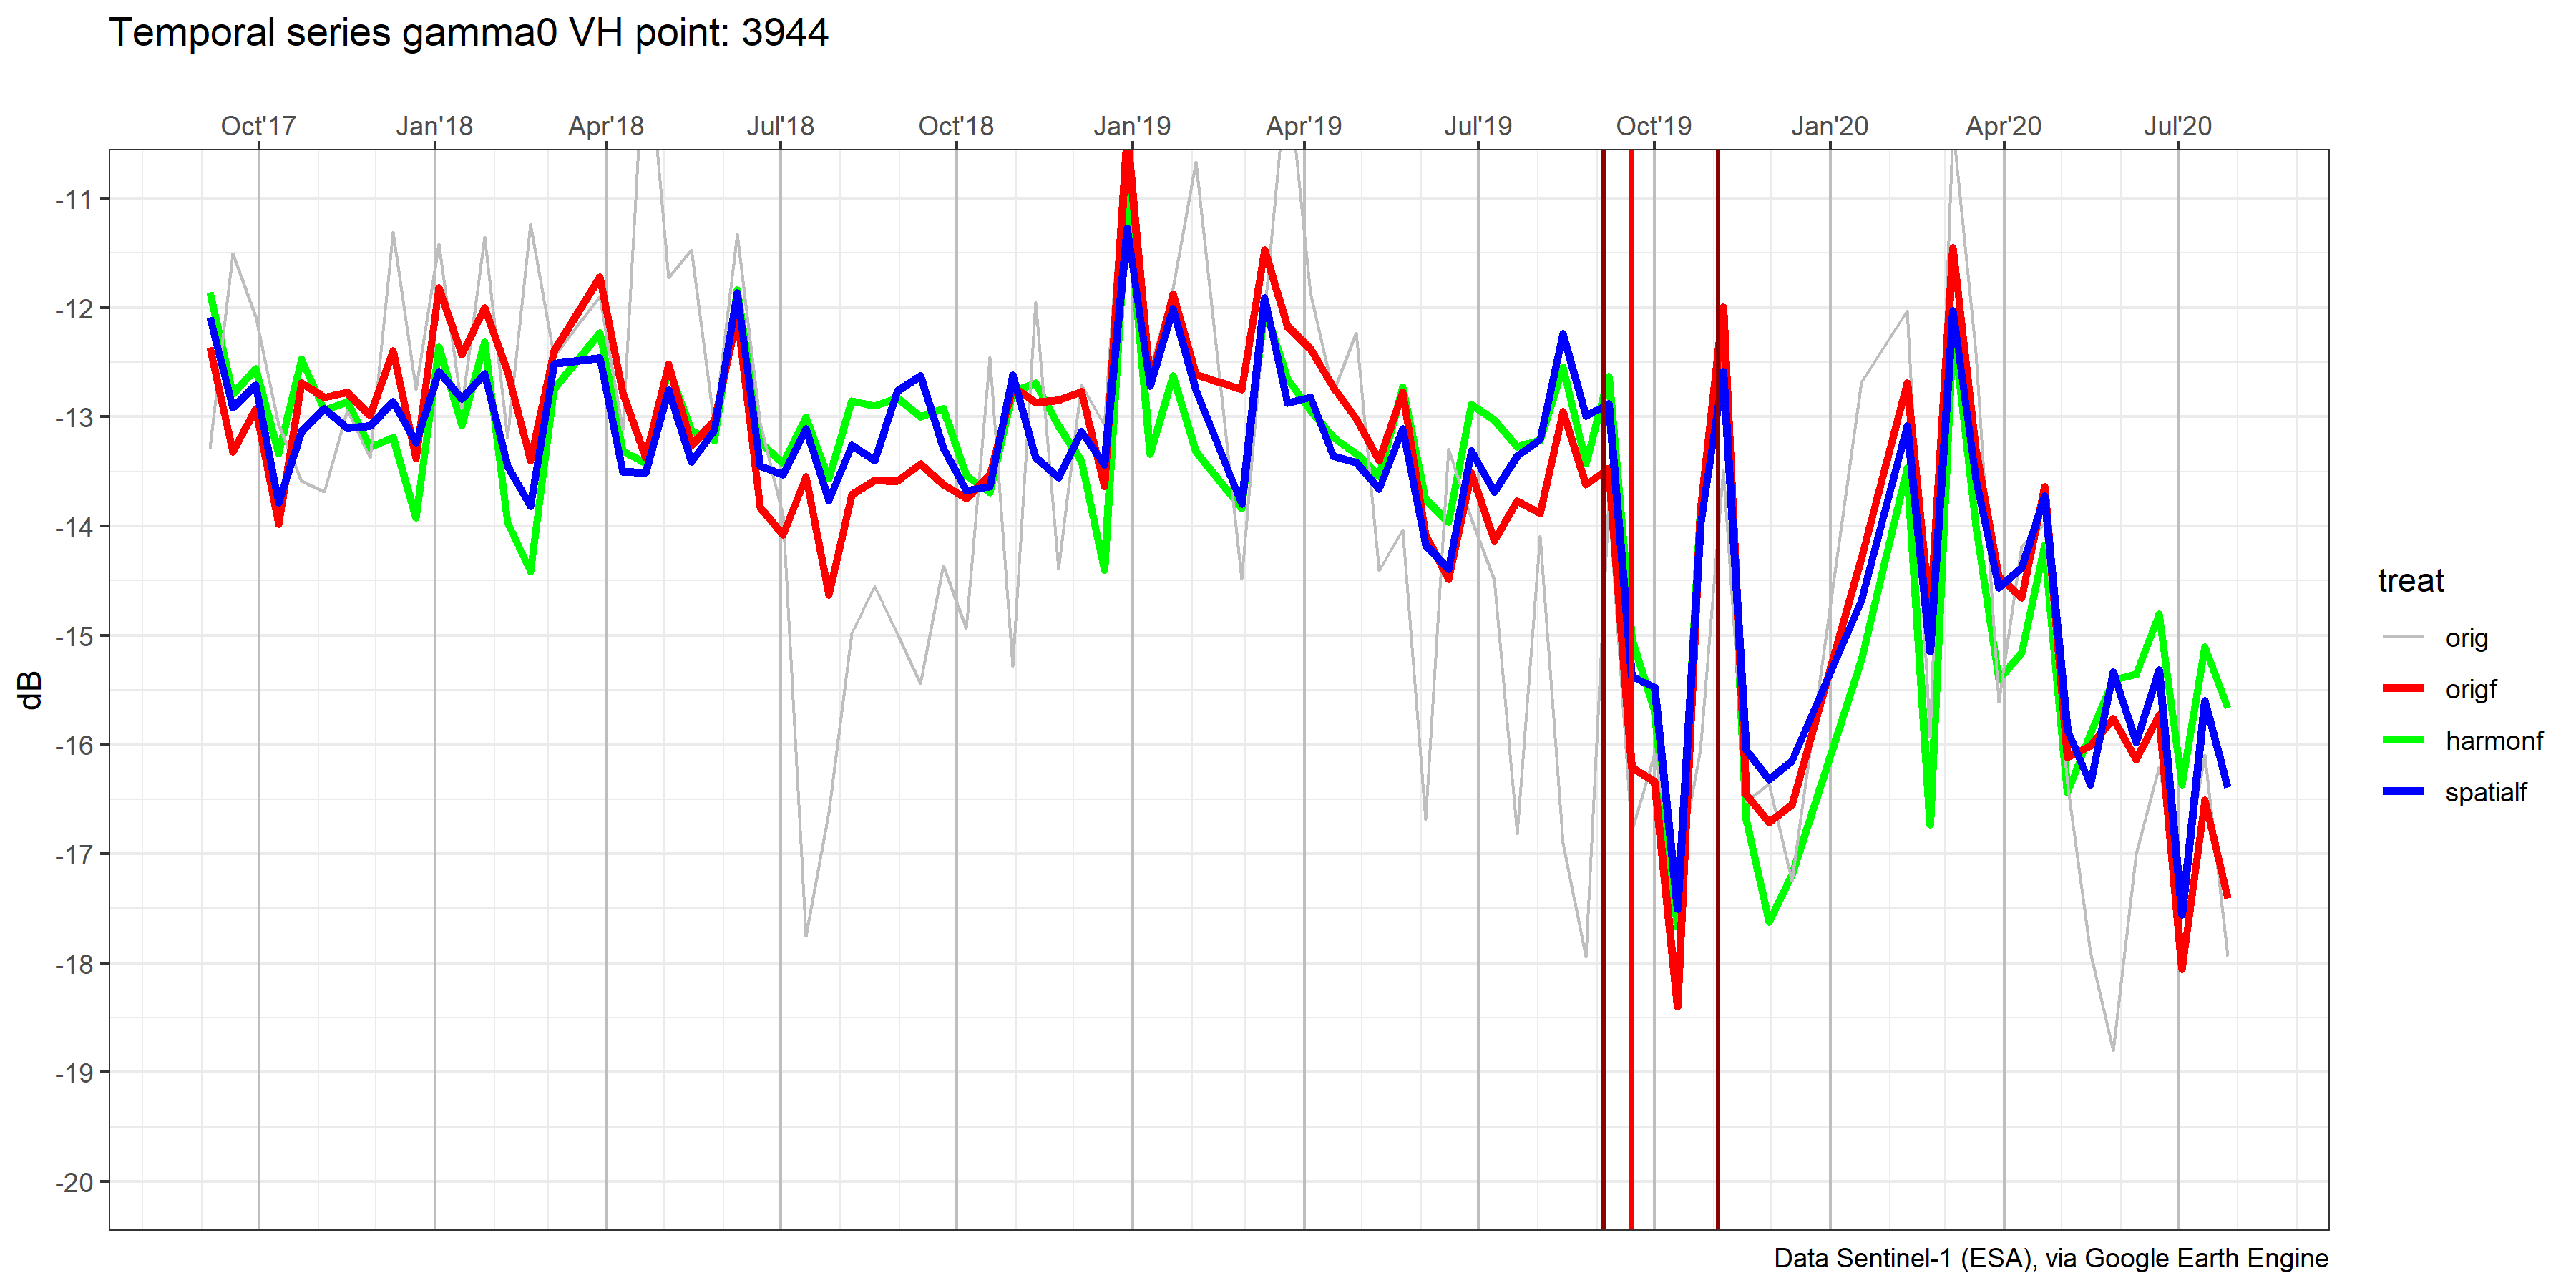 Temporal series gamma0 VH point: 3944
Oct'17 Jan'18 Apr'18 Jul'18 Oct'18 Jan'19 Apr'19 Jul'19 Oct'19 Jan'20 Apr'20 Jul'20
-11
-12
-13
-14
-15
-16
-17
-18
-19
-20
dB
treat
orig
origf
harmonf
spatialf
Data Sentinel-1 (ESA), via Google Earth Engine